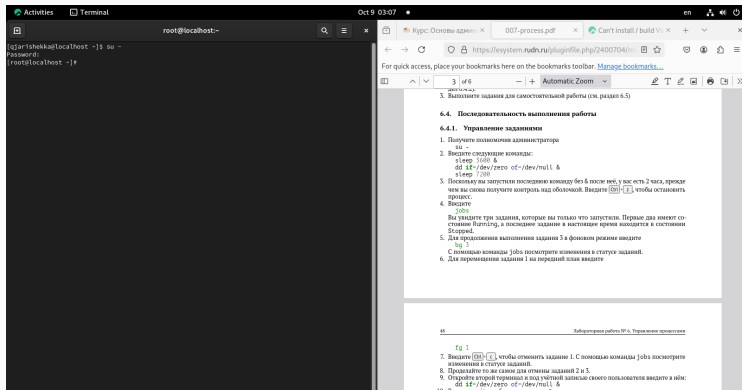 Activities
Terminal
Oct 9 03:07
en
root@localhost:~
[qjarlshekka@localhost ~]$ su -
Password:
[root@localhost ~]#
Курс: Основы админ
007-process.pdf
Can't install / build V
https://esystem.rudn.ru/pluginfile.php/2400704/m
For quick access, place your bookmarks here on the bookmarks toolbar. Manage bookmarks…
3 of 6
Automatic Zoom
3. Выполните задания для самостоятельной работы (см. раздел 6.5)
6.4. Последовательность выполнения работы
6.4.1. Управление заданиями
1. Получите полномочия администратора
su -
2. Введите следующие команды:
sleep 3600 &
dd if=/dev/zero of=/dev/null &
sleep 7200
3. Поскольку вы запустили последнюю команду без & после неё, у вас есть 2 часа, прежде
чем вы снова получите контроль над оболочкой. Введите Ctrl + z , чтобы остановить
процесс.
4. Введите
jobs
Вы увидите три задания, которые вы только что запустили. Первые два имеют со-
стояние Running, а последнее задание в настоящее время находится в состоянии
Stopped.
5. Для продолжения выполнения задания 3 в фоновом режиме введите
bg 3
С помощью команды jobs посмотрите изменения в статусе заданий.
6. Для перемещения задания 1 на передний план введите
48
Лабораторная работа № 6. Управление процессами
fg 1
7. Введите Ctrl + c , чтобы отменить задание 1. С помощью команды jobs посмотрите
изменения в статусе заданий.
8. Проделайте то же самое для отмены заданий 2 и 3.
9. Откройте второй терминал и под учётной записью своего пользователя введите в нём:
dd if=/dev/zero of=/dev/null &